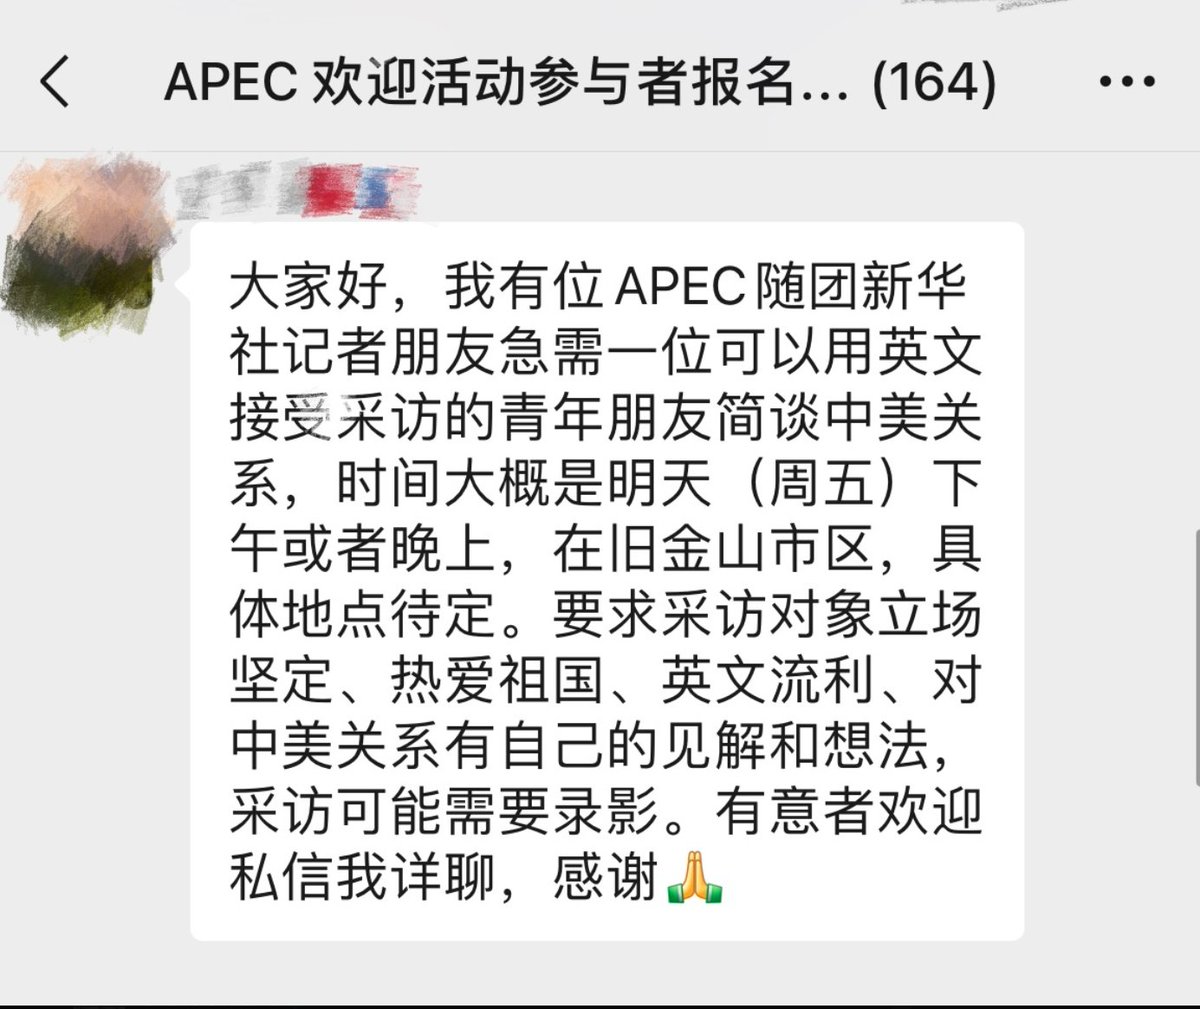 APEC 欢迎活动参与者报名... (164)
大家好，我有位APEC随团新华
社记者朋友急需一位可以用英文
接受采访的青年朋友简谈中美关
系，时间大概是明天（周五）下
午或者晚上，在旧金山市区，具
体地点待定。要求采访对象立场
坚定、热爱祖国、英文流利、对
中美关系有自己的见解和想法，
采访可能需要录影。有意者欢迎
私信我详聊，感谢🙏